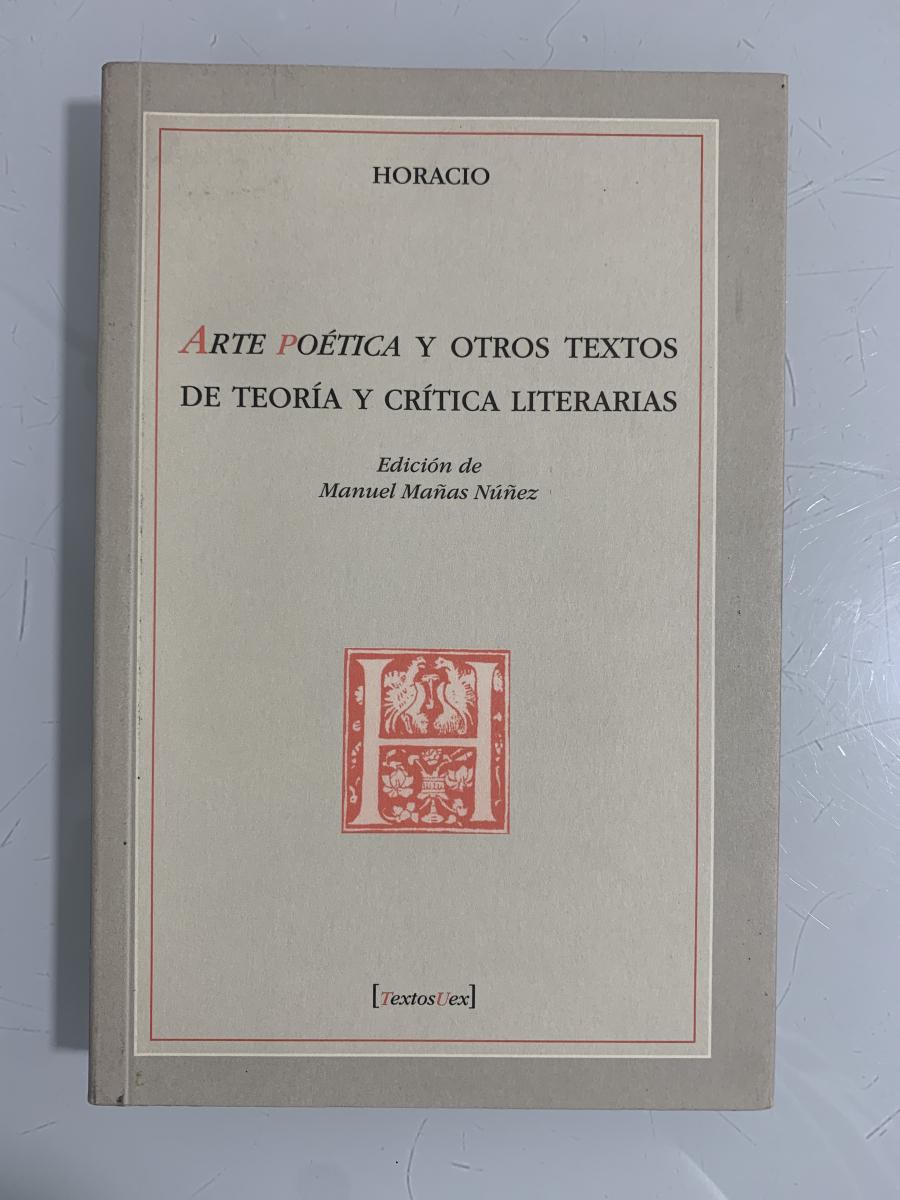 HORACIO
ARTE POÉTICA Y OTROS TEXTOS
DE TEORÍA Y CRÍTICA LITERARIAS
Edición de
Manuel Mañas Núñez
H
[TextosUex]